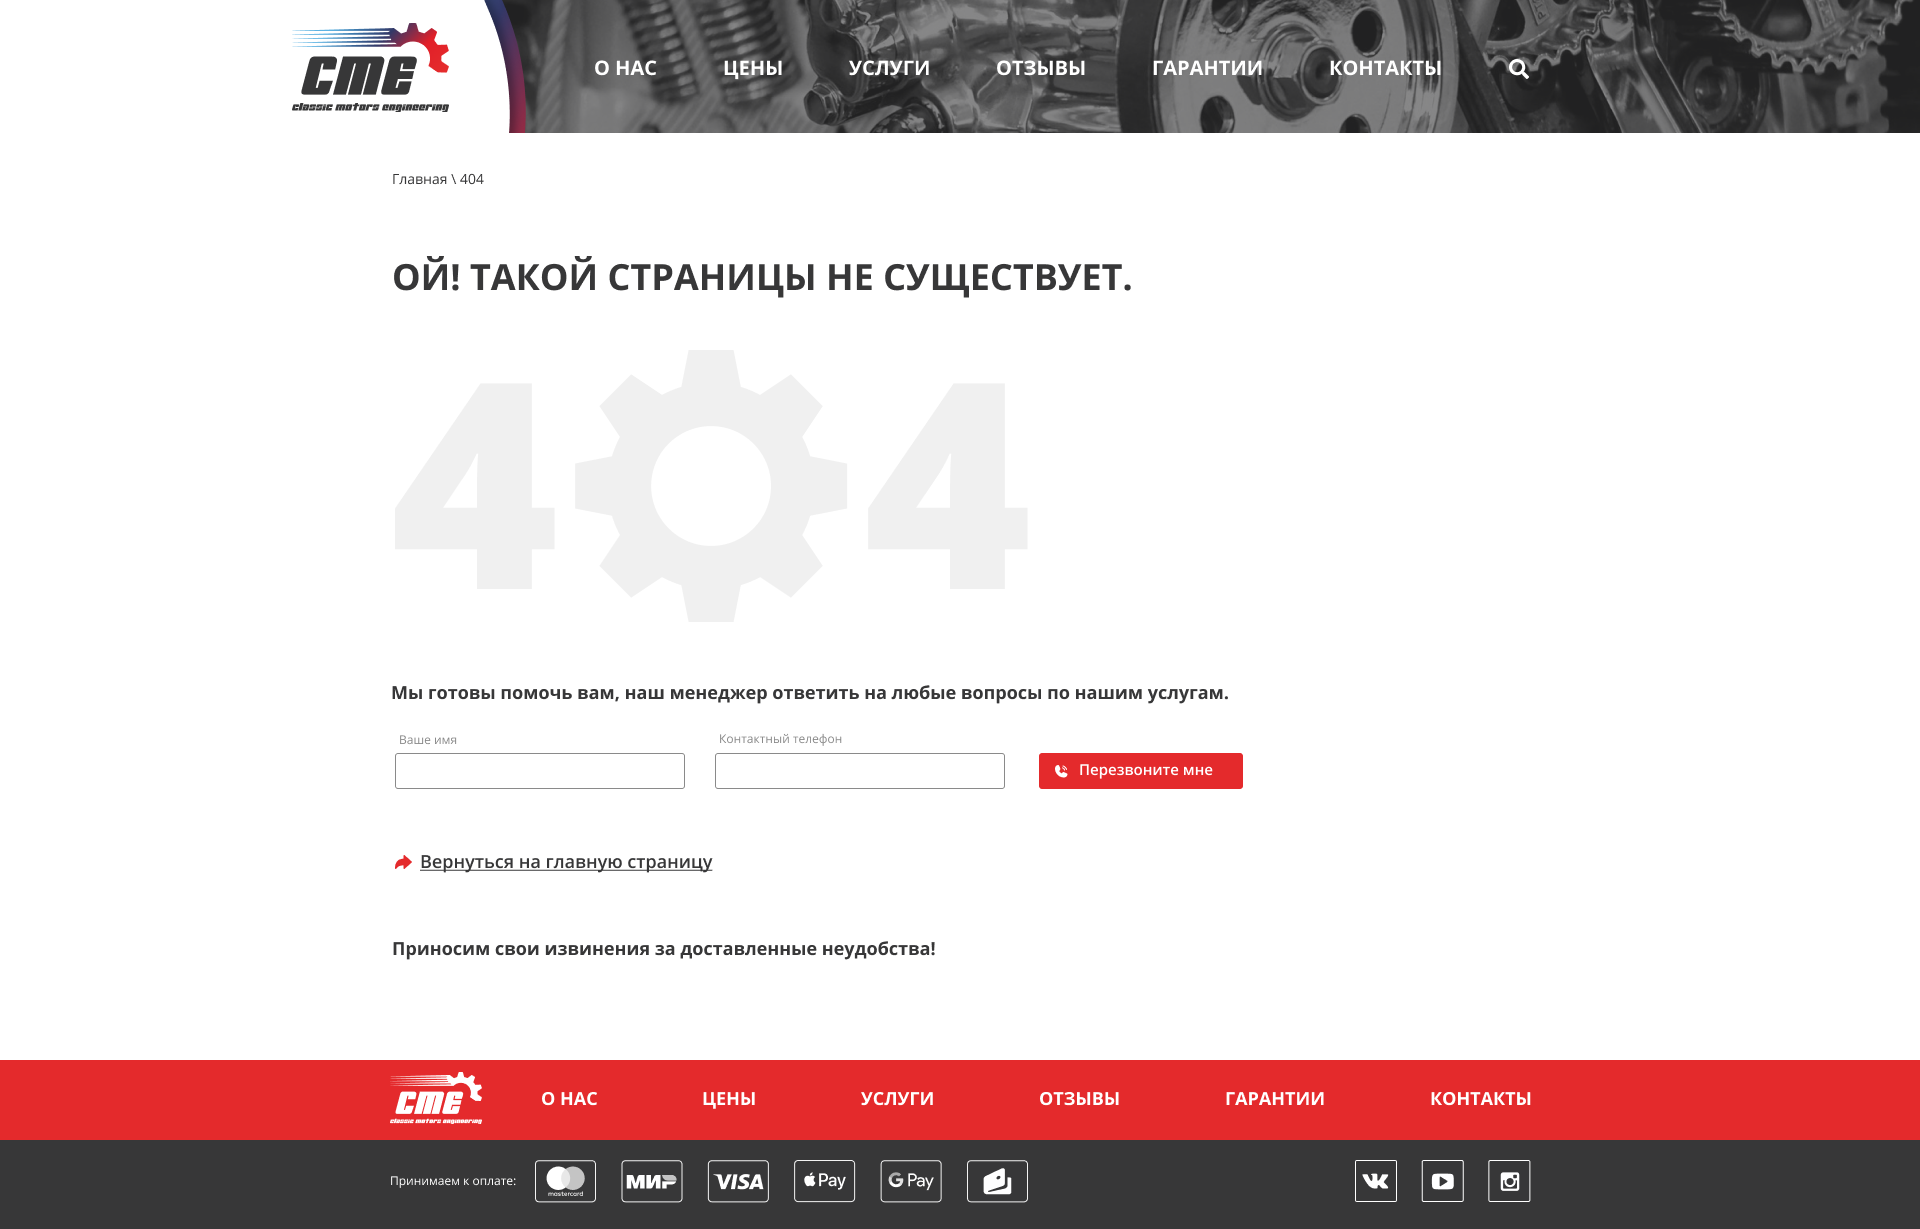 CME
classic motors engineering
О НАС ЦЕНЫ УСЛУГИ ОТЗЫВЫ ГАРАНТИИ КОНТАКТЫ
Главная \ 404
ОЙ! ТАКОЙ СТРАНИЦЫ НЕ СУЩЕСТВУЕТ.
4 4
Мы готовы помочь вам, наш менеджер ответить на любые вопросы по нашим услугам.
Ваше имя Контактный телефон
Перезвоните мне
Вернуться на главную страницу
Приносим свои извинения за доставленные неудобства!
CME
classic motors engineering
О НАС ЦЕНЫ УСЛУГИ ОТЗЫВЫ ГАРАНТИИ КОНТАКТЫ
Принимаем к оплате: mastercard МИР VISA Pay G Pay